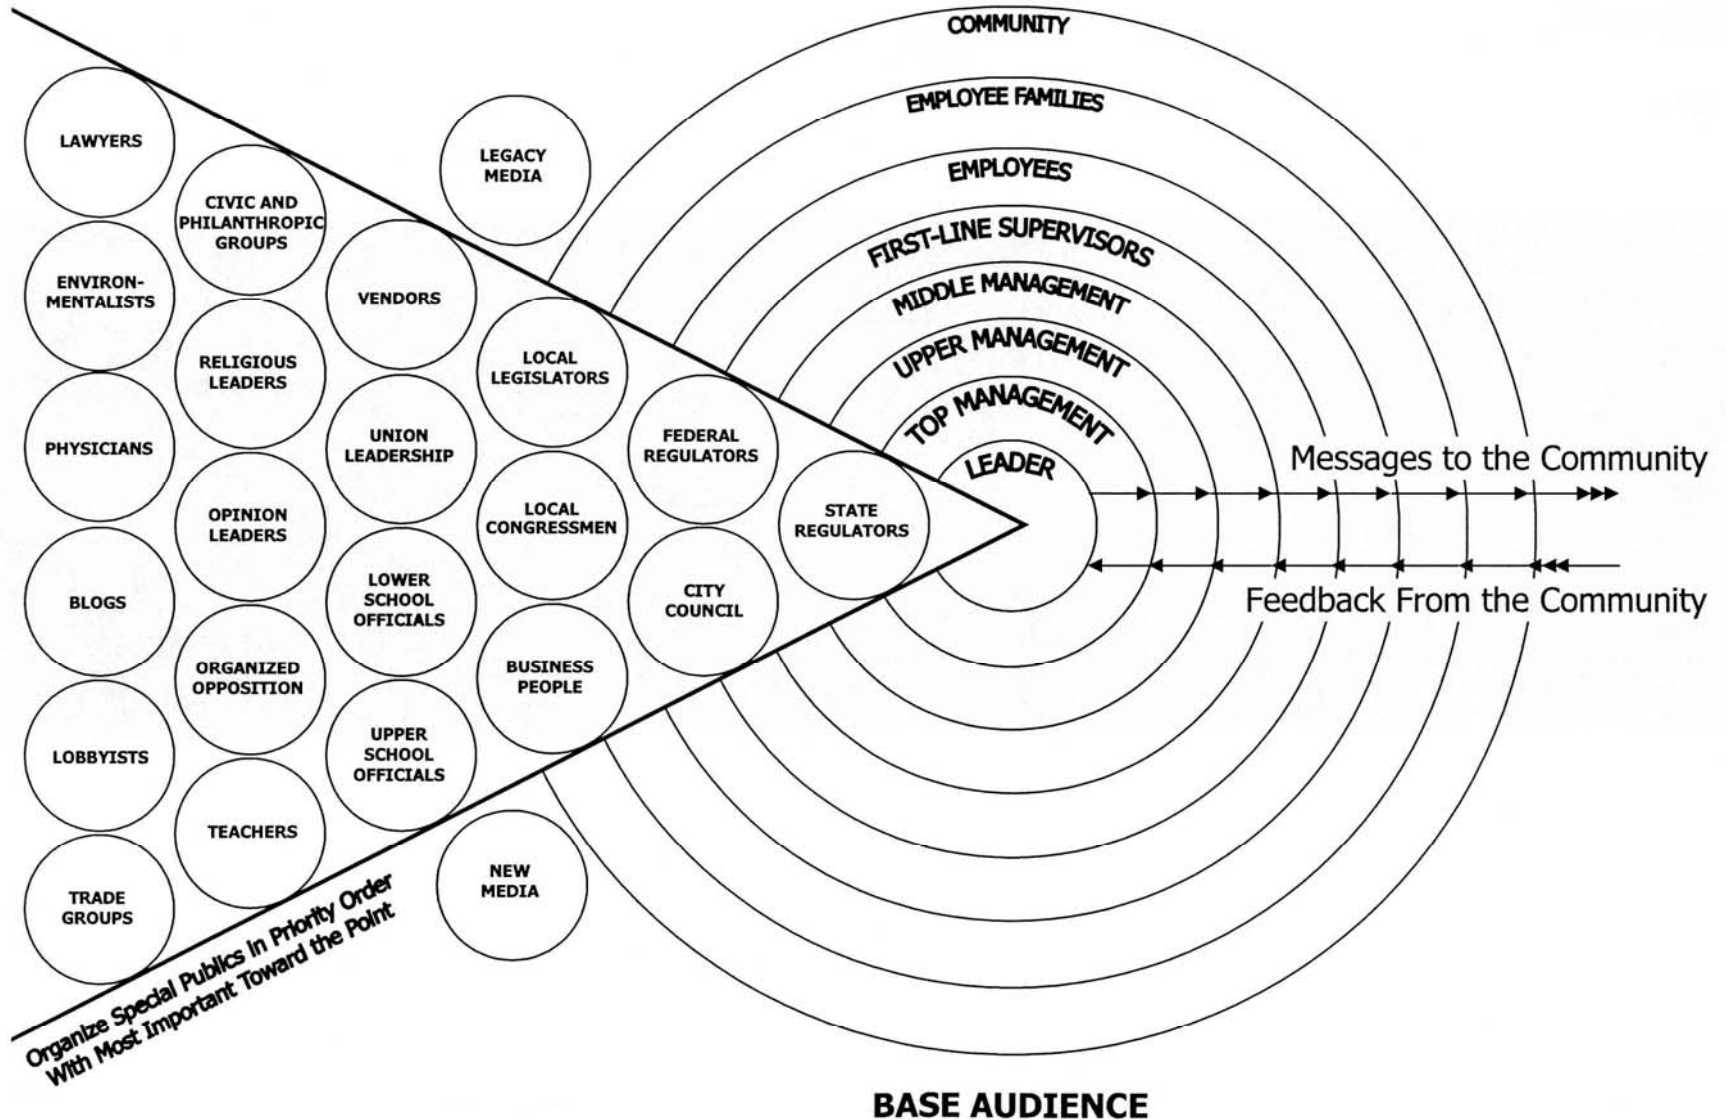 COMMUNITY
EMPLOYEE FAMILIES
EMPLOYEES
FIRST-LINE SUPERVISORS
MIDDLE MANAGEMENT
UPPER MANAGEMENT
TOP MANAGEMENT
LEADER
LAWYERS
ENVIRON-
MENTALISTS
PHYSICIANS
BLOGS
LOBBYISTS
TRADE
GROUPS
CIVIC AND
PHILANTHROPIC
GROUPS
RELIGIOUS
LEADERS
OPINION
LEADERS
ORGANIZED
OPPOSITION
TEACHERS
VENDORS
UNION
LEADERSHIP
LOWER
SCHOOL
OFFICIALS
UPPER
SCHOOL
OFFICIALS
LEGACY
MEDIA
LOCAL
LEGISLATORS
LOCAL
CONGRESSMEN
BUSINESS
PEOPLE
NEW
MEDIA
FEDERAL
REGULATORS
CITY
COUNCIL
STATE
REGULATORS
Messages to the Community
Feedback From the Community
Organize Special Publics in Priority Order
With Most Important Toward the Point
BASE AUDIENCE